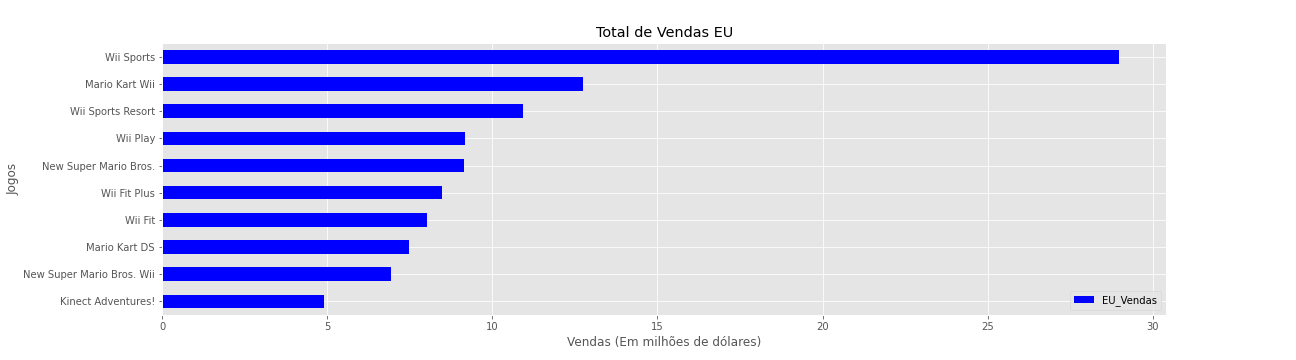 Total de Vendas EU
Jogos
Wii Sports
Mario Kart Wii
Wii Sports Resort
Wii Play
New Super Mario Bros.
Wii Fit Plus
Wii Fit
Mario Kart DS
New Super Mario Bros. Wii
Kinect Adventures!
EU_Vendas
0 5 10 15 20 25 30
Vendas (Em milhões de dólares)